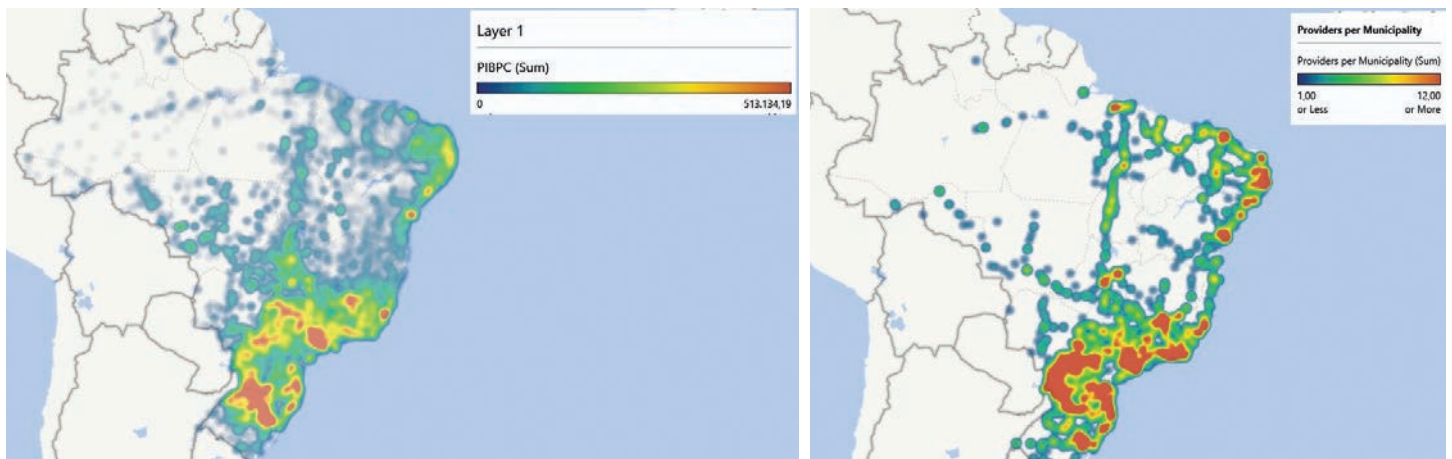 Layer 1
PIBPC (Sum)
0
513.134,19
Providers per Municipality
Providers per Municipality (Sum)
1,00
or Less
12,00
or More